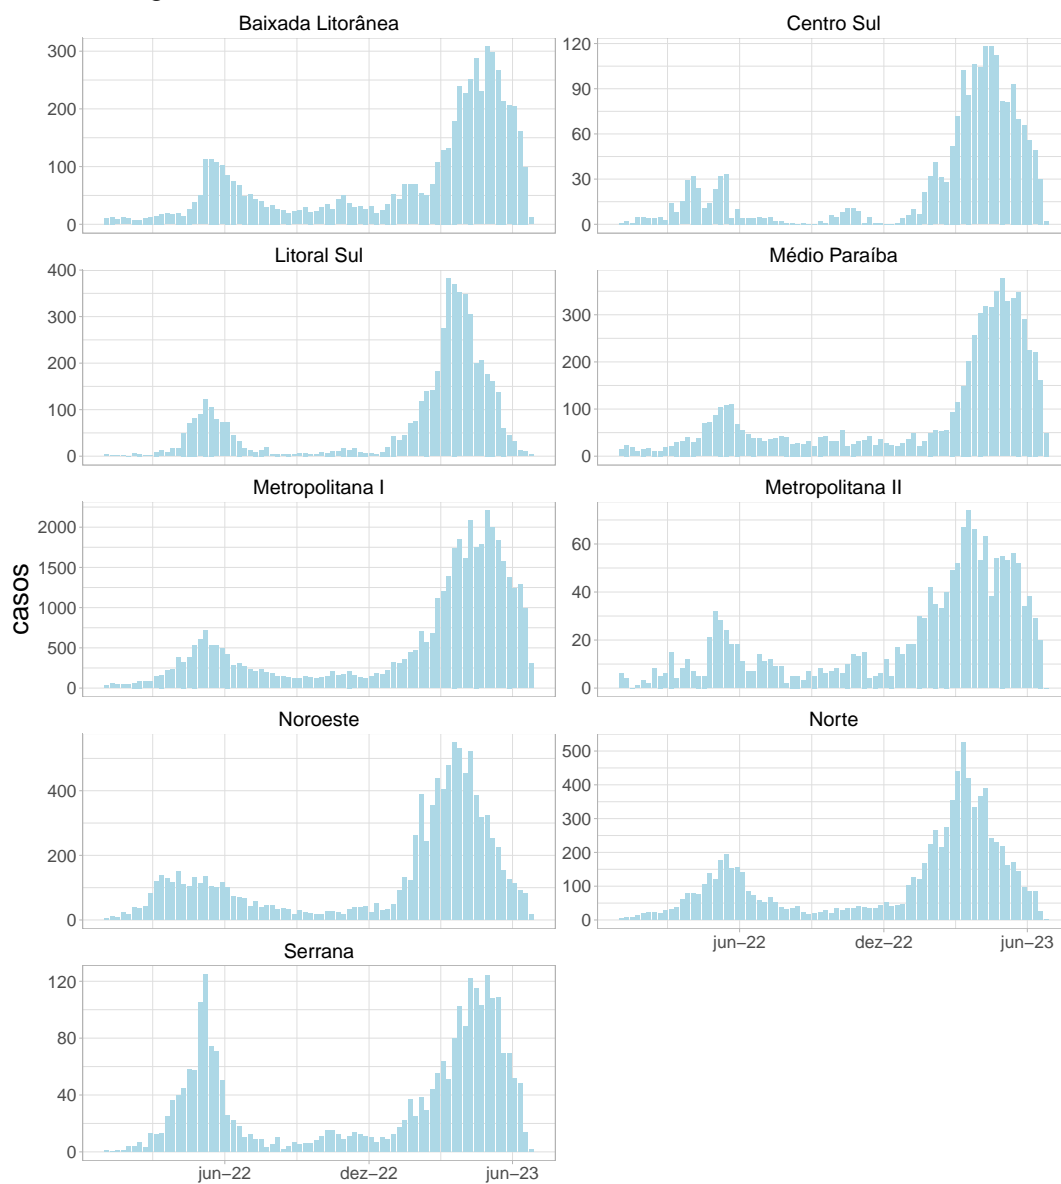 Baixada Litorânea
Centro Sul
300
200
100
0
120
90
60
30
0
Litoral Sul
Médio Paraíba
400
300
200
100
0
300
200
100
0
Metropolitana I
Metropolitana II
2000
1500
1000
500
0
60
40
20
0
casos
Noroeste
Norte
400
200
0
500
400
300
200
100
0
jun−22
dez−22
jun−23
Serrana
120
80
40
0
jun−22
dez−22
jun−23